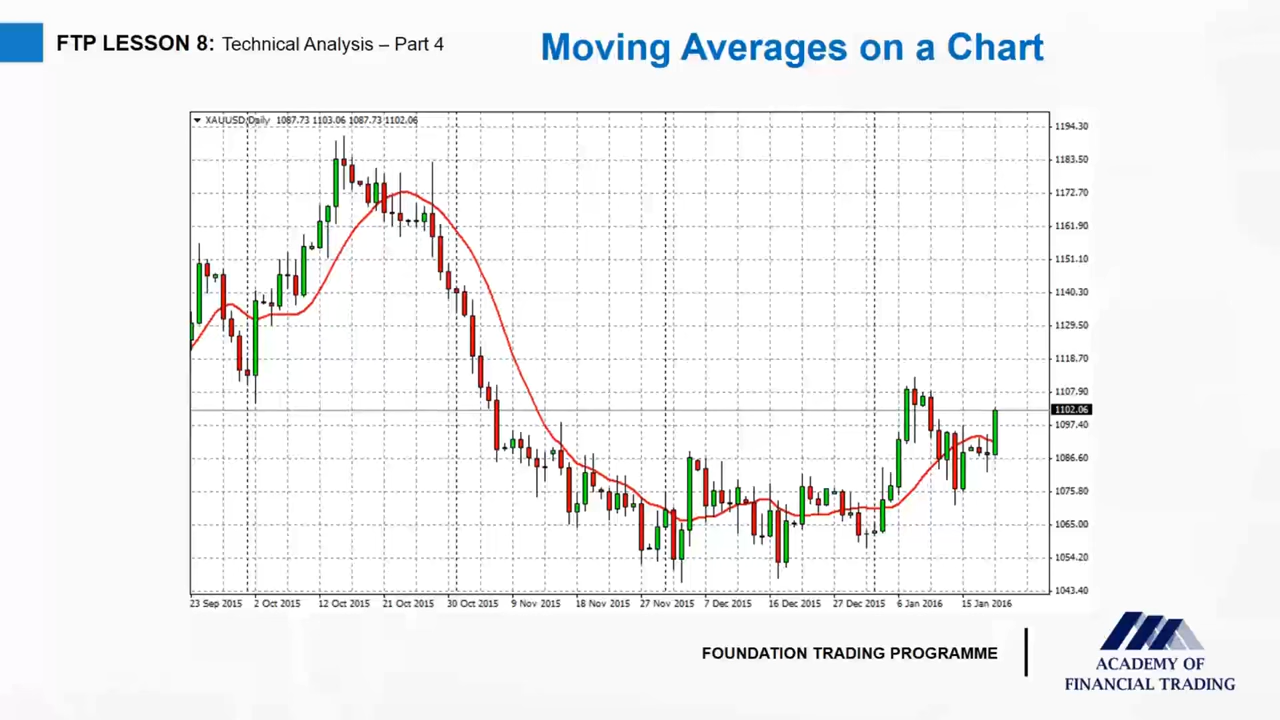 FTP LESSON 8: Technical Analysis – Part 4
Moving Averages on a Chart
XAUUSD,Daily 1087.73 1103.06 1087.73 1102.06
1194.30
1183.50
1172.70
1161.90
1151.10
1140.30
1129.50
1118.70
1107.90
1102.06
1097.40
1086.60
1075.80
1065.00
1054.20
1043.40
23 Sep 2015 2 Oct 2015 12 Oct 2015 21 Oct 2015 30 Oct 2015 9 Nov 2015 18 Nov 2015 27 Nov 2015 7 Dec 2015 16 Dec 2015 27 Dec 2015 6 Jan 2016 15 Jan 2016
FOUNDATION TRADING PROGRAMME
ACADEMY OF
FINANCIAL TRADING